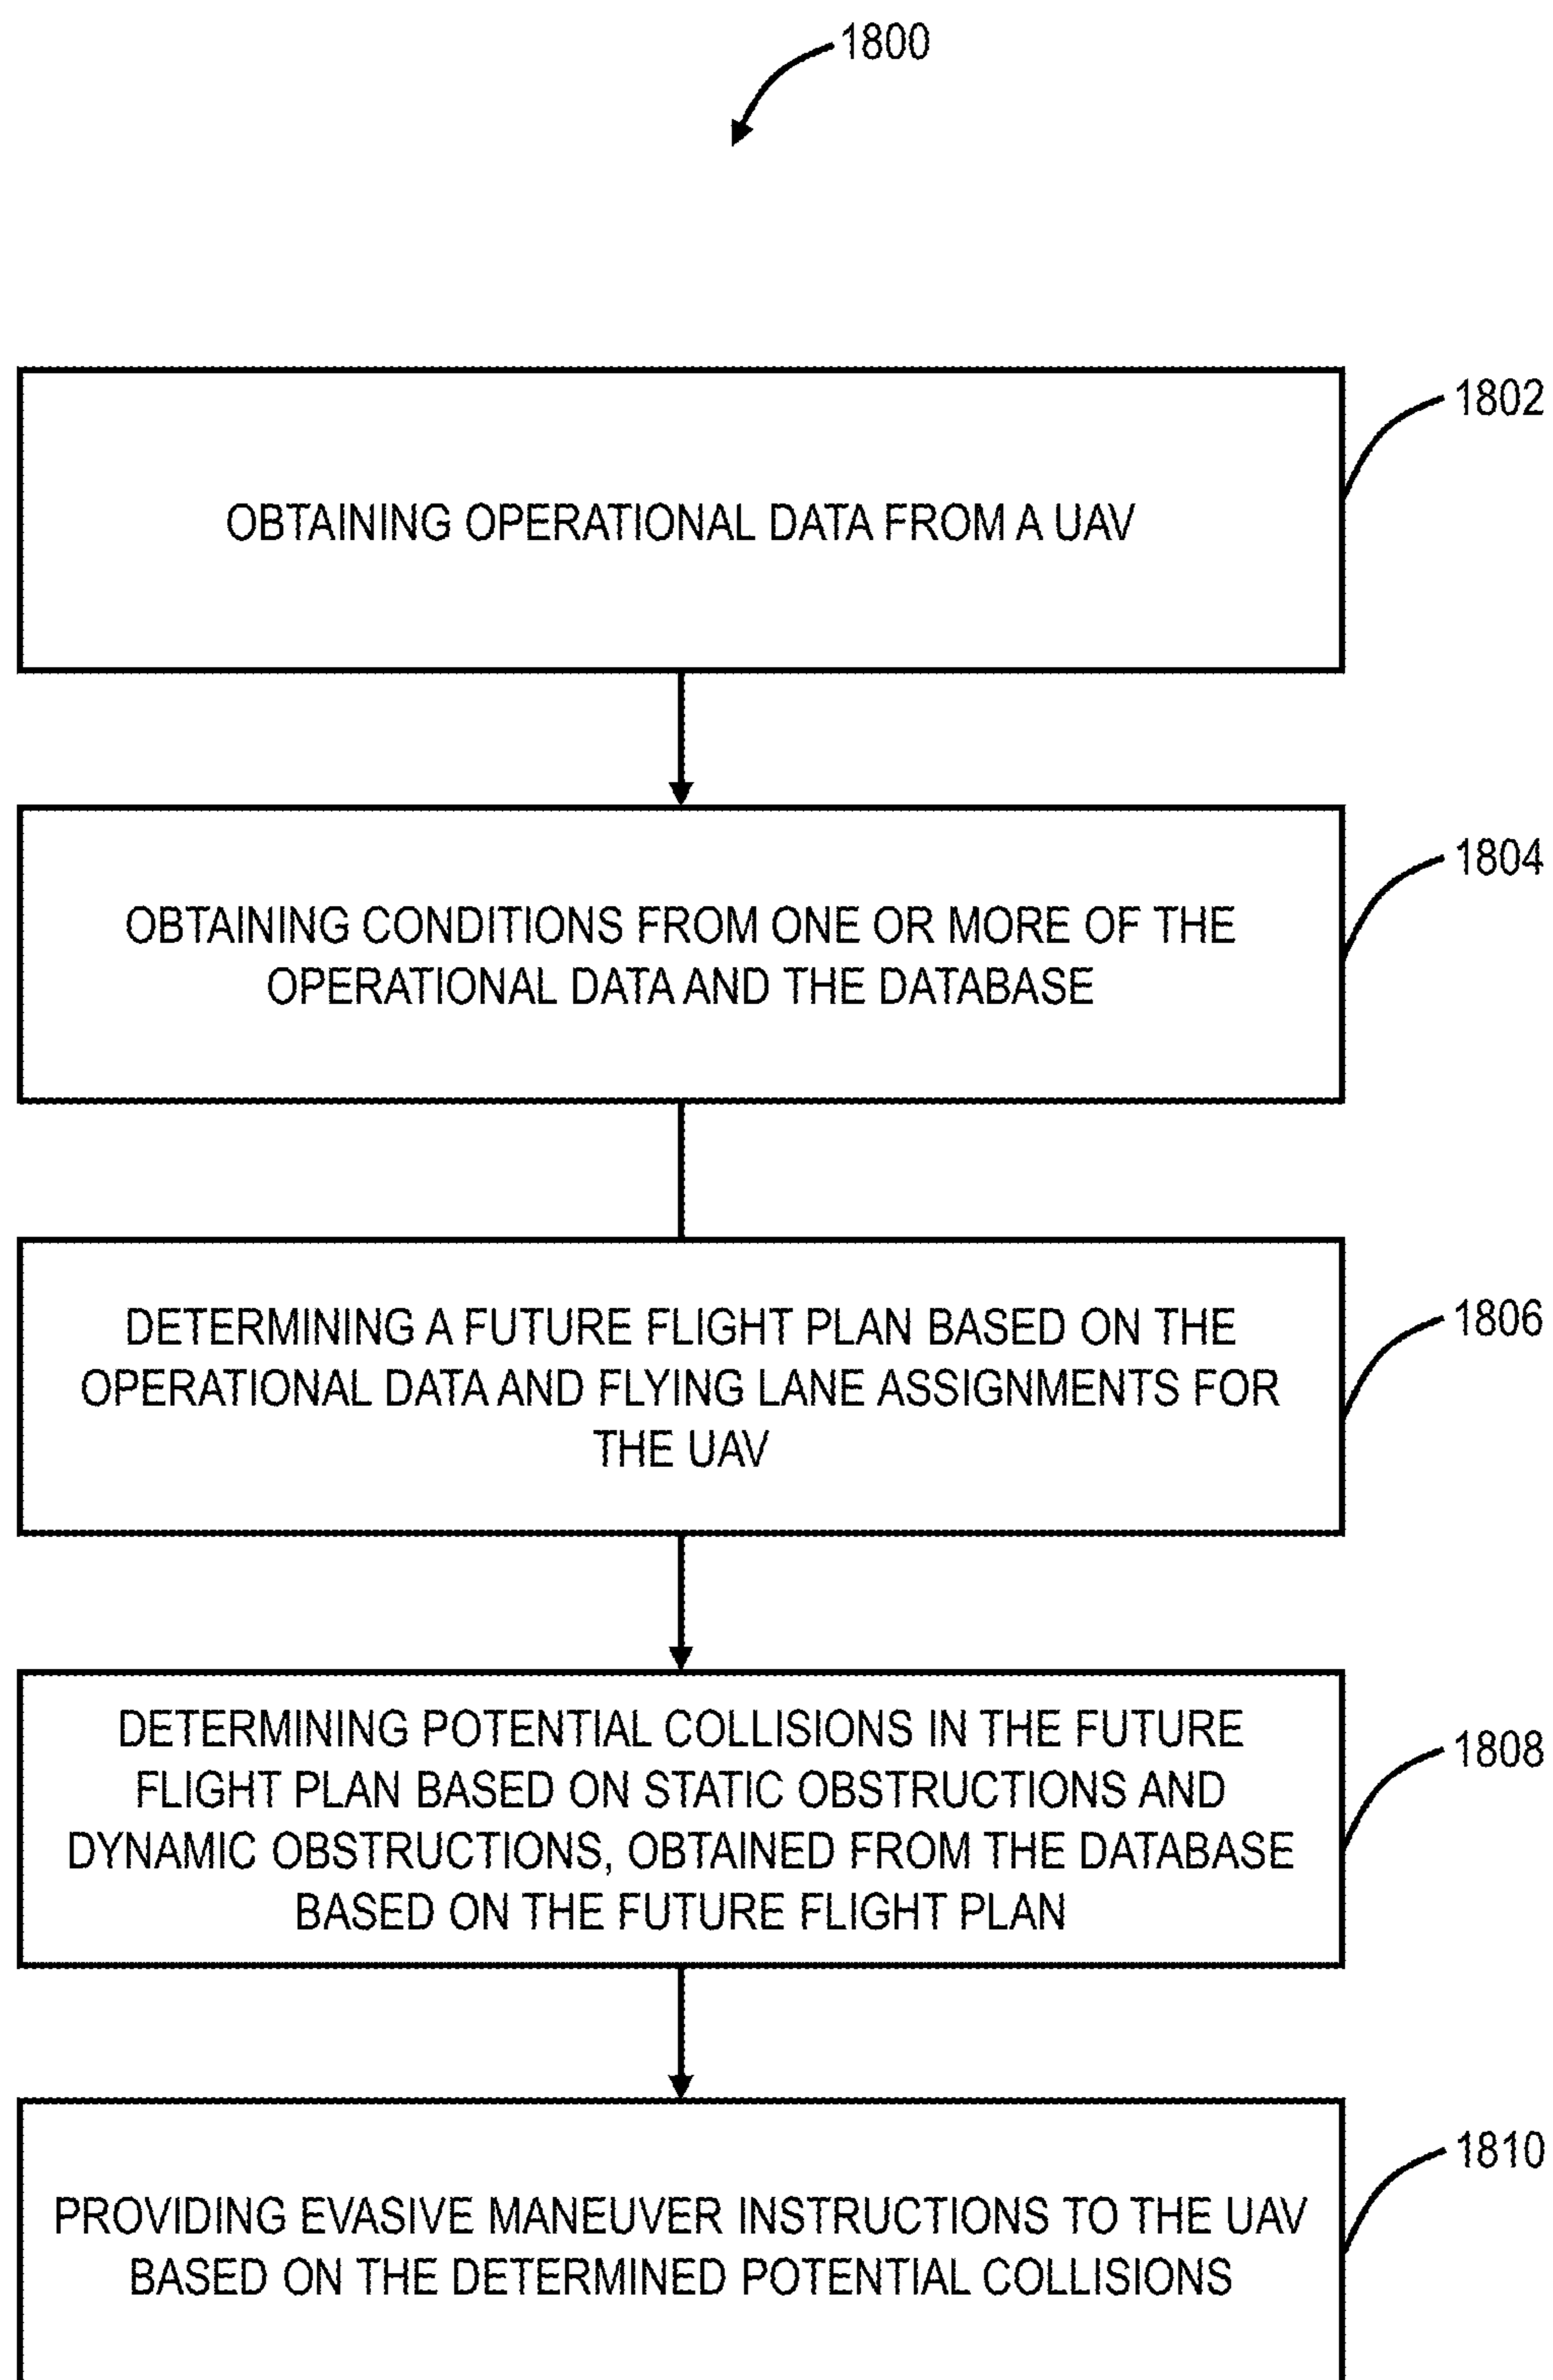 1800
1802
OBTAINING OPERATIONAL DATA FROM A UAV
1804
OBTAINING CONDITIONS FROM ONE OR MORE OF THE
OPERATIONAL DATA AND THE DATABASE
1806
DETERMINING A FUTURE FLIGHT PLAN BASED ON THE
OPERATIONAL DATA AND FLYING LANE ASSIGNMENTS FOR
THE UAV
1808
DETERMINING POTENTIAL COLLISIONS IN THE FUTURE
FLIGHT PLAN BASED ON STATIC OBSTRUCTIONS AND
DYNAMIC OBSTRUCTIONS, OBTAINED FROM THE DATABASE
BASED ON THE FUTURE FLIGHT PLAN
1810
PROVIDING EVASIVE MANEUVER INSTRUCTIONS TO THE UAV
BASED ON THE DETERMINED POTENTIAL COLLISIONS